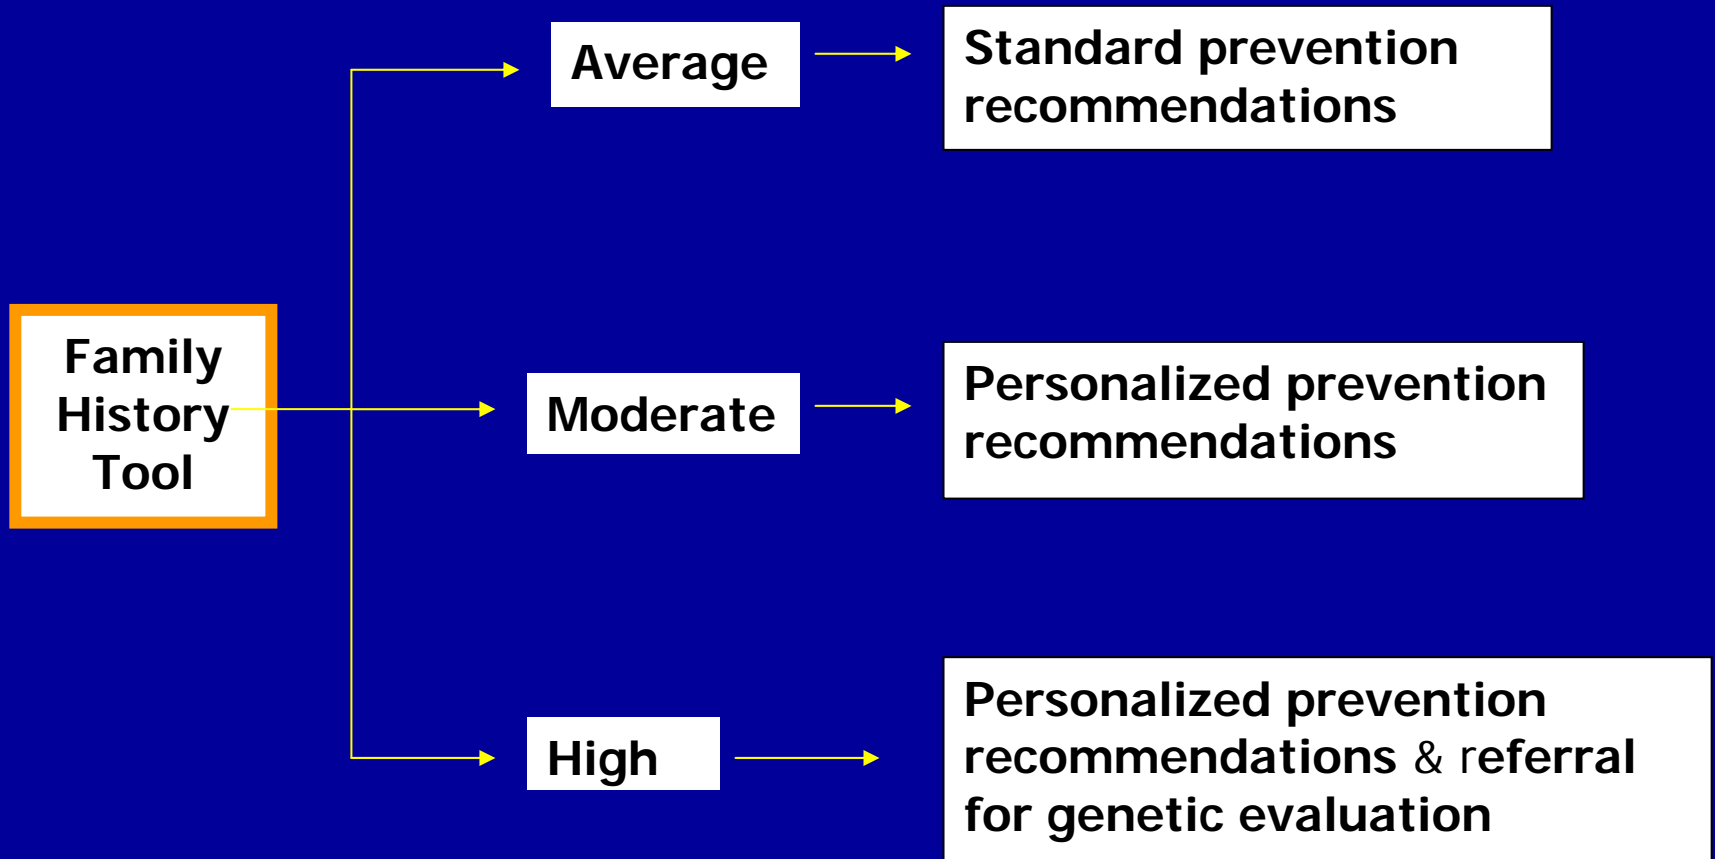 Average
Standard prevention
recommendations
Family
History
Tool
Moderate
Personalized prevention
recommendations
High
Personalized prevention
recommendations & referral
for genetic evaluation